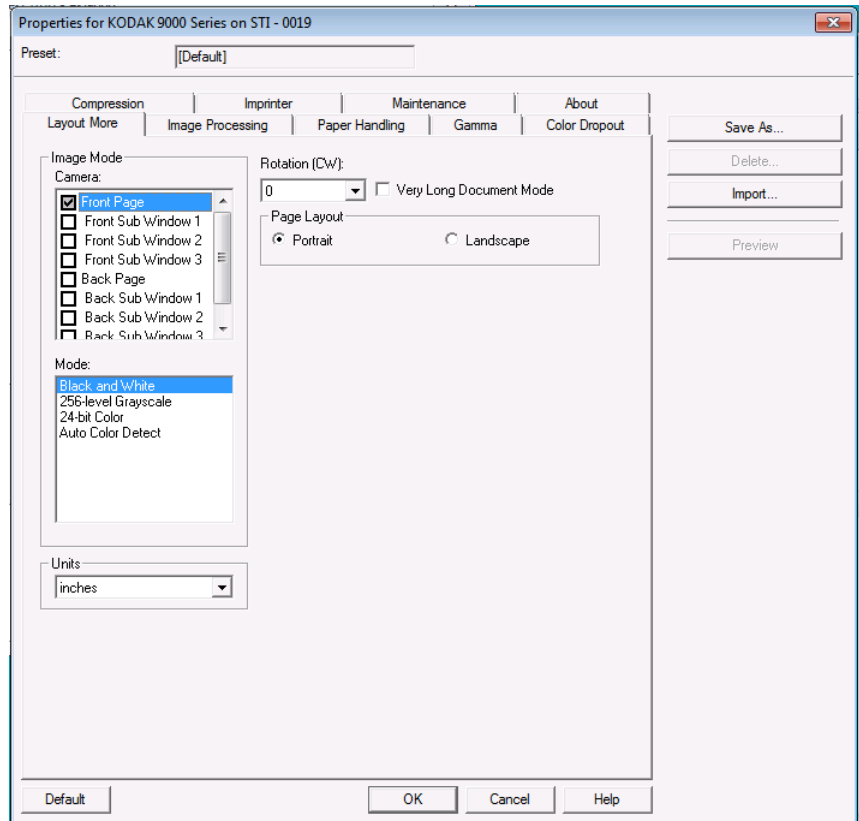 Properties for KODAK 9000 Series on STI - 0019
Preset:
[Default]
Compression Imprinter Maintenance About
Layout More Image Processing Paper Handling Gamma Color Dropout
Save As...
Delete...
Import...
Preview
Image Mode
Camera:
Front Page
Front Sub Window 1
Front Sub Window 2
Front Sub Window 3
Back Page
Back Sub Window 1
Back Sub Window 2
Back Sub Window 3
Mode:
Black and White
256-level Grayscale
24-bit Color
Auto Color Detect
Units
inches
Rotation (CW):
0
Very Long Document Mode
Page Layout
Portrait Landscape
Default OK Cancel Help